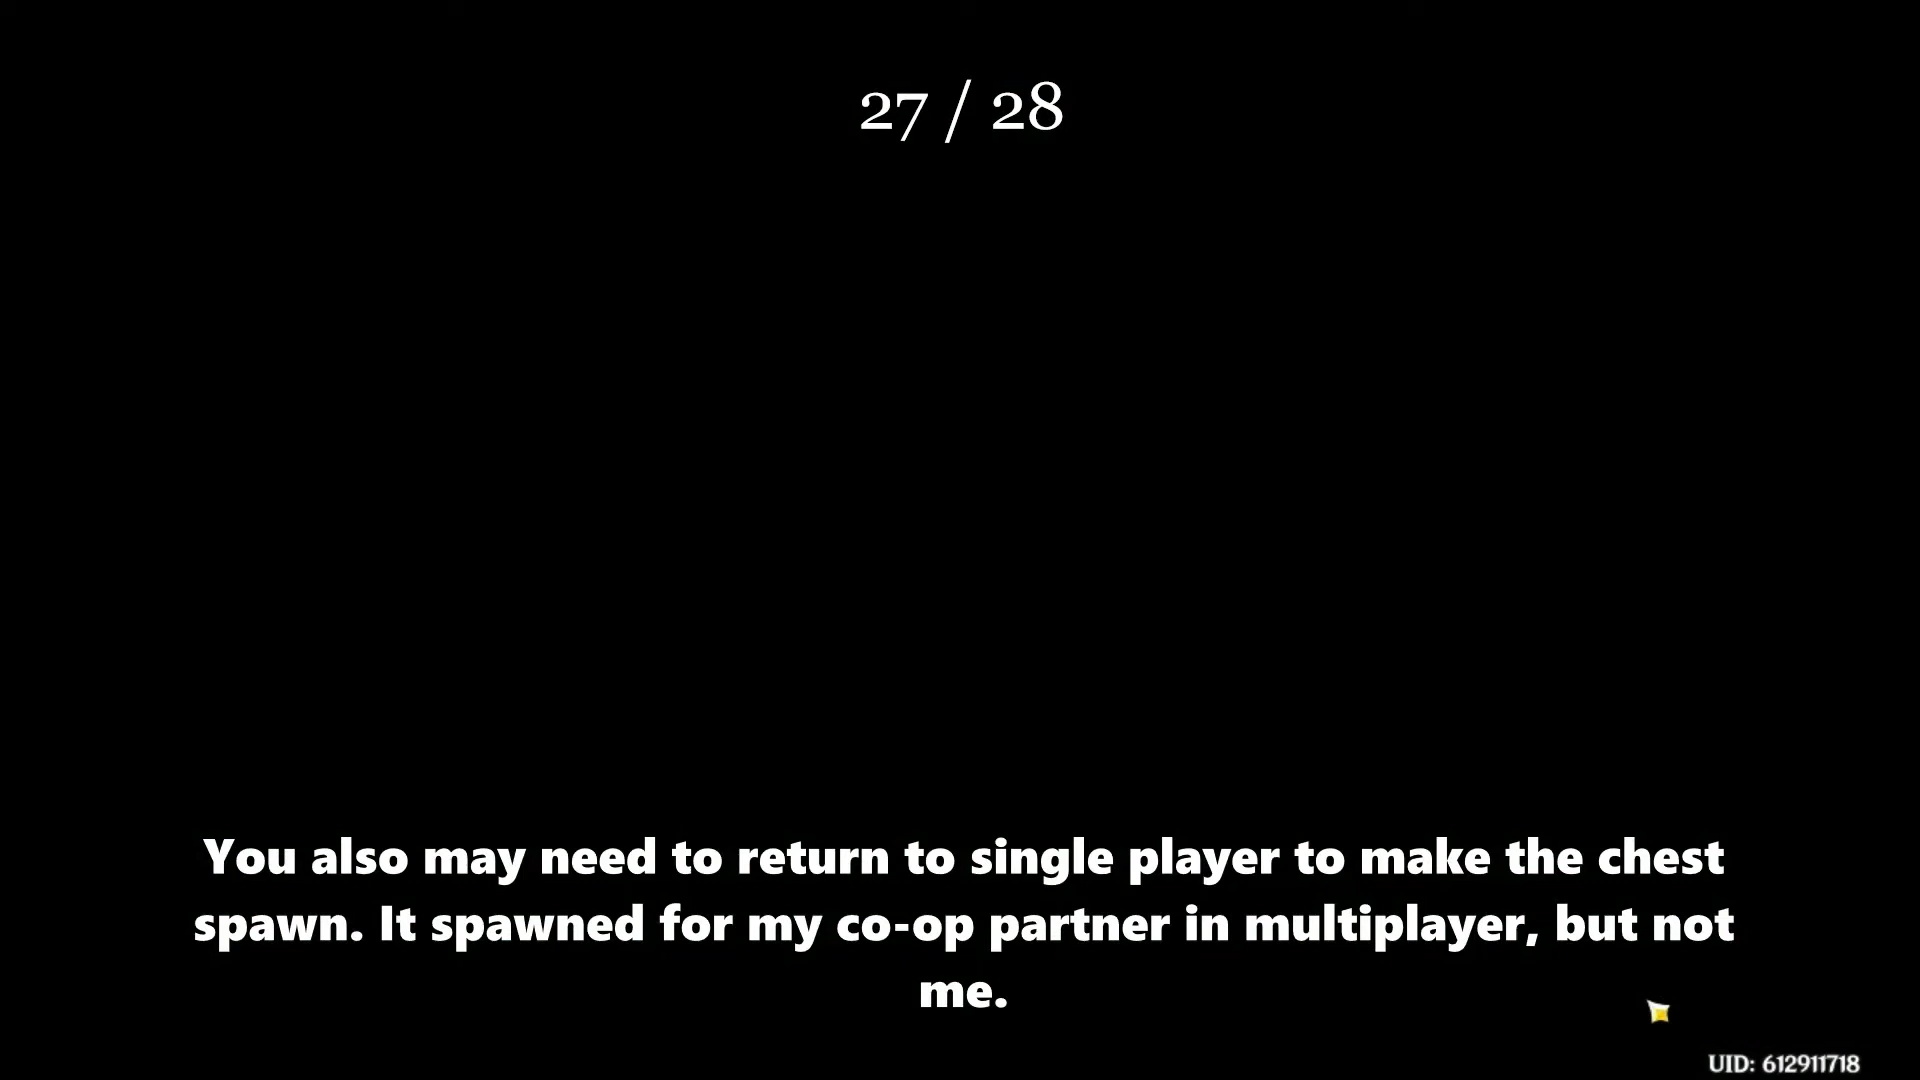 27 / 28
You also may need to return to single player to make the chest
spawn. It spawned for my co-op partner in multiplayer, but not
me.
UID: 612911718